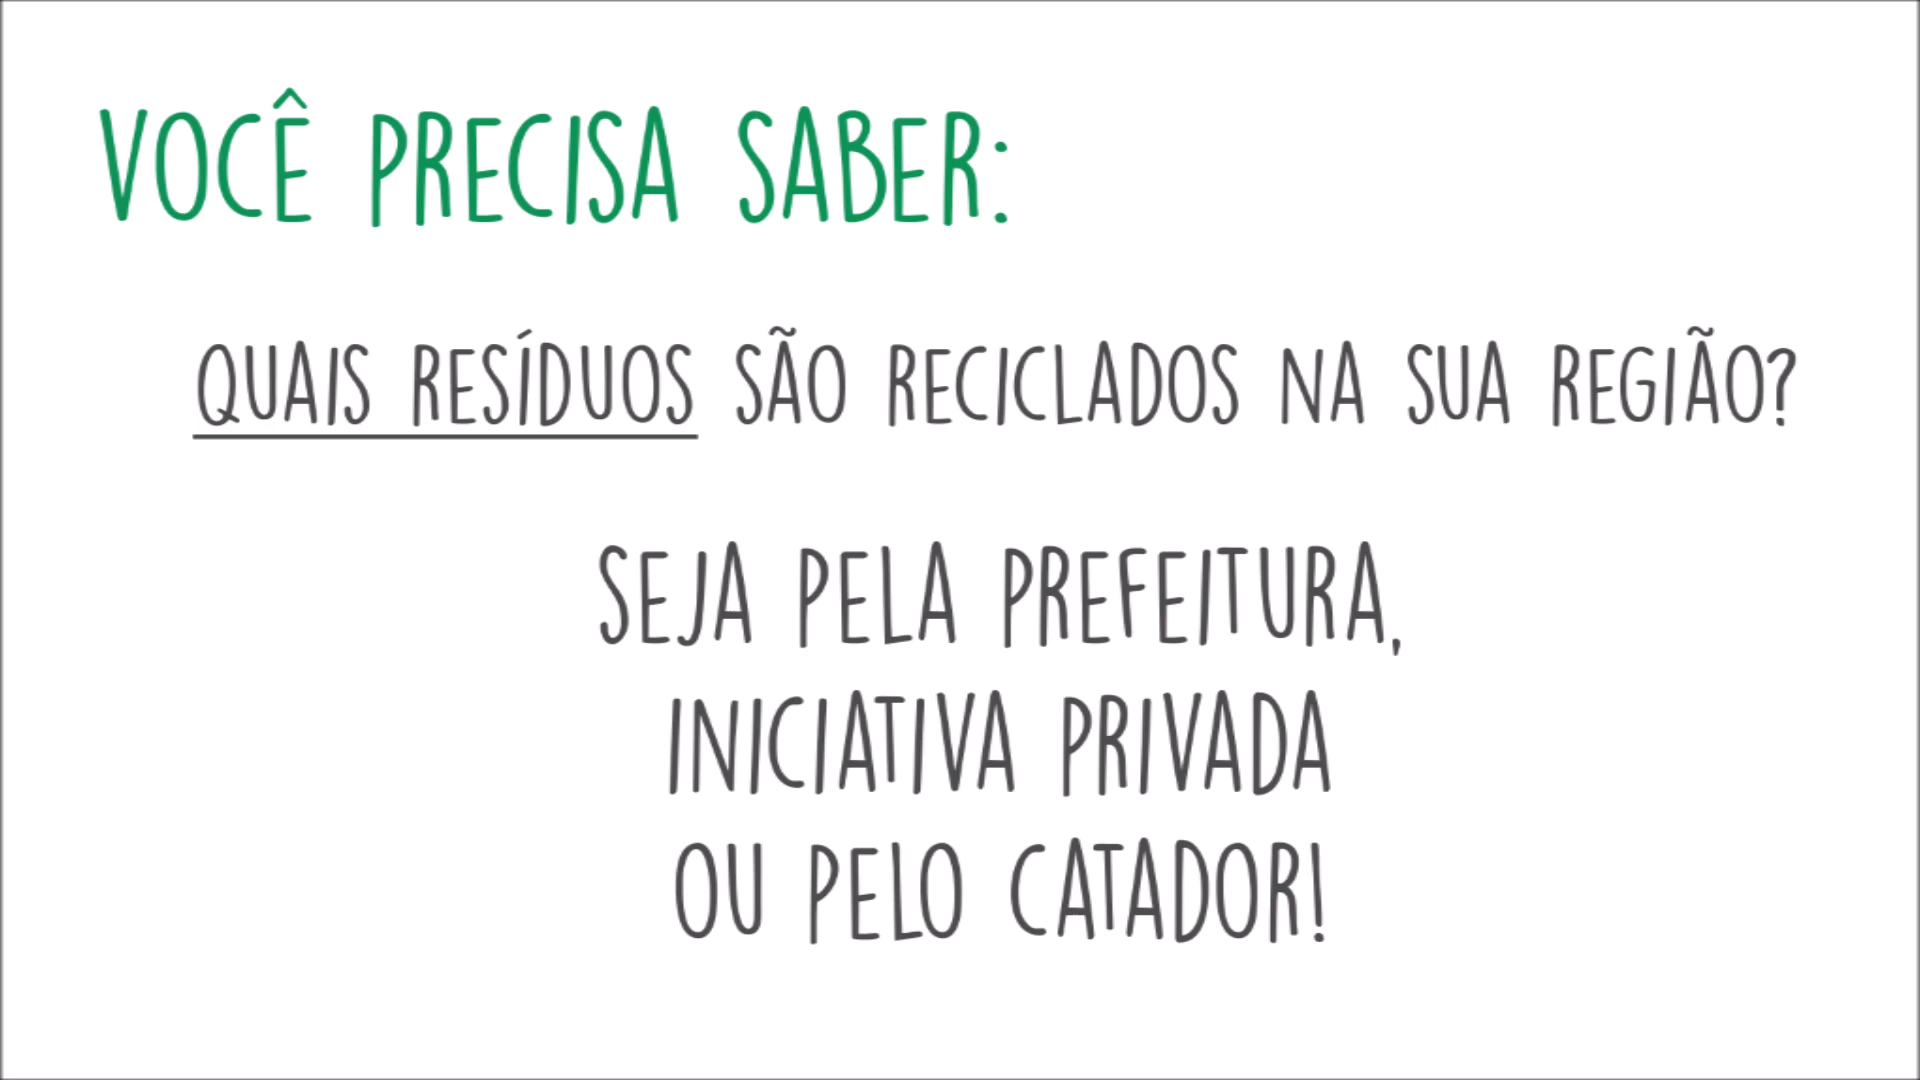 VOCÊ PRECISA SABER:
QUAIS RESÍDUOS SÃO RECICLADOS NA SUA REGIÃO?
SEJA PELA PREFEITURA,
INICIATIVA PRIVADA
OU PELO CATADOR!